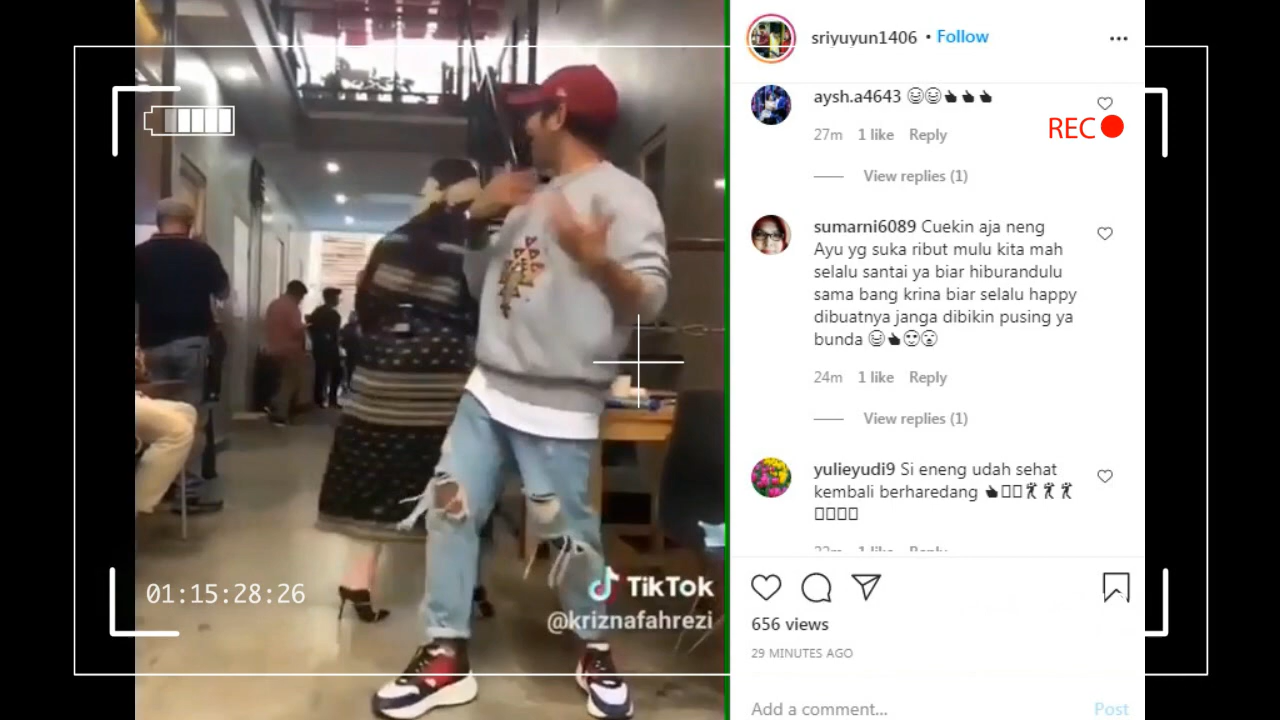 01:15:28:26
TikTok
@kriznafahrezi
sriyuyun1406 • Follow
aysh.a4643
27m 1 like Reply
View replies (1)
REC
sumarni6089 Cuekin aja neng
Ayu yg suka ribut mulu kita mah
selalu santai ya biar hiburandulu
sama bang krina biar selalu happy
dibuatnya janga dibikin pusing ya
bunda
24m 1 like Reply
View replies (1)
yulieyudi9 Si eneng udah sehat
kembali berharedang
1 like Reply
656 views
29 MINUTES AGO
Add a comment...
Post